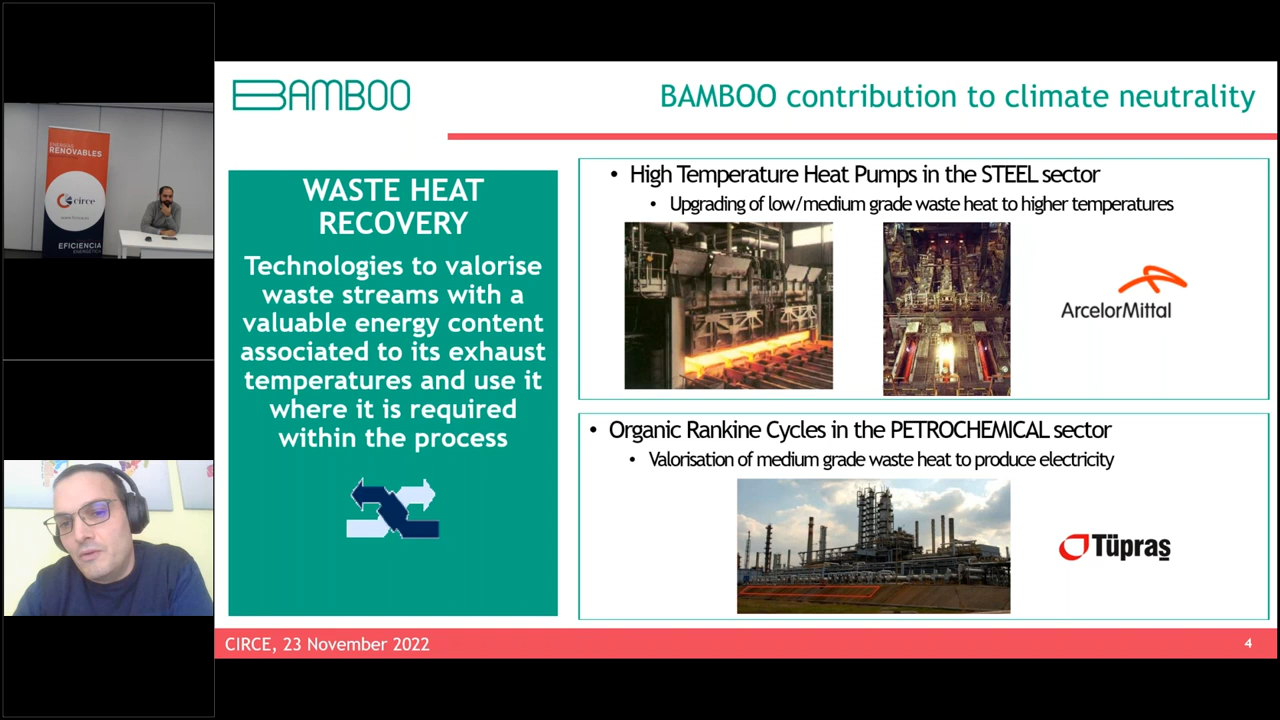 ENERGÍAS
RENOVABLES
circe
EFICIENCIA
ENERGÉTICA
BAMBOO
BAMBOO contribution to climate neutrality
WASTE HEAT
RECOVERY
Technologies to valorise
waste streams with a
valuable energy content
associated to its exhaust
temperatures and use it
where it is required
within the process
• High Temperature Heat Pumps in the STEEL sector
• Upgrading of low/medium grade waste heat to higher temperatures
ArcelorMittal
• Organic Rankine Cycles in the PETROCHEMICAL sector
• Valorisation of medium grade waste heat to produce electricity
Tüpraş
CIRCE, 23 November 2022
4